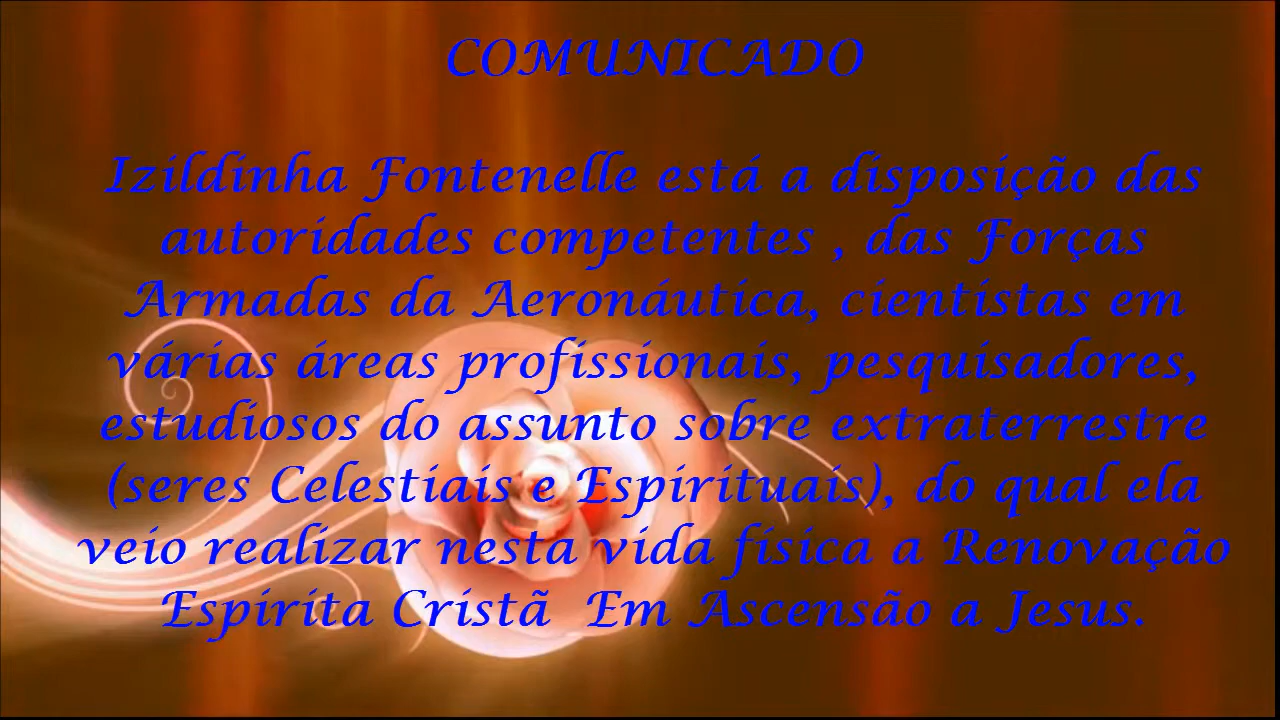 COMUNICADO
Izildinha Fontenelle está a disposição das
autoridades competentes , das Forças
Armadas da Aeronáutica, cientistas em
várias áreas profissionais, pesquisadores,
estudiosos do assunto sobre extraterrestre
(seres Celestiais e Espirituais), do qual ela
veio realizar nesta vida física a Renovação
Espírita Cristã  Em Ascensão a Jesus.